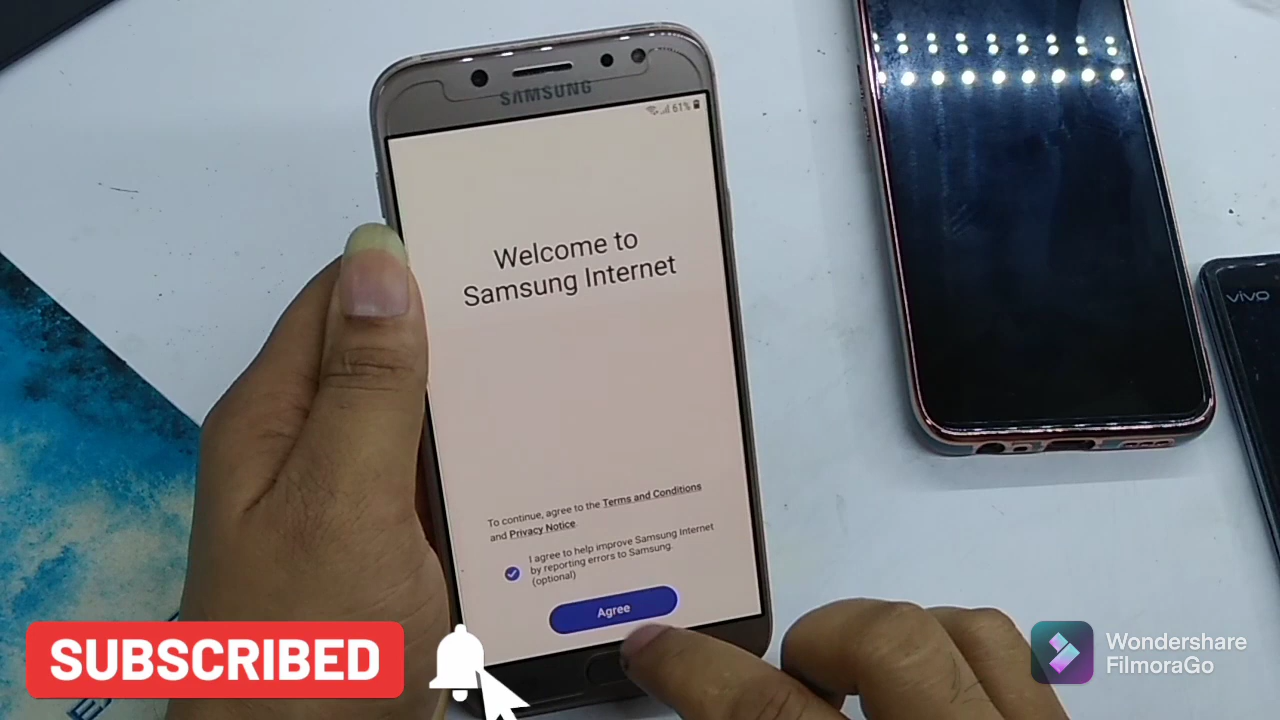 SAMSUNG
61%
Welcome to
Samsung Internet
To continue, agree to the Terms and Conditions
and Privacy Notice.
I agree to help improve Samsung Internet
by reporting errors to Samsung.
(optional)
Agree
vivo
SUBSCRIBED
Wondershare
FilmoraGo